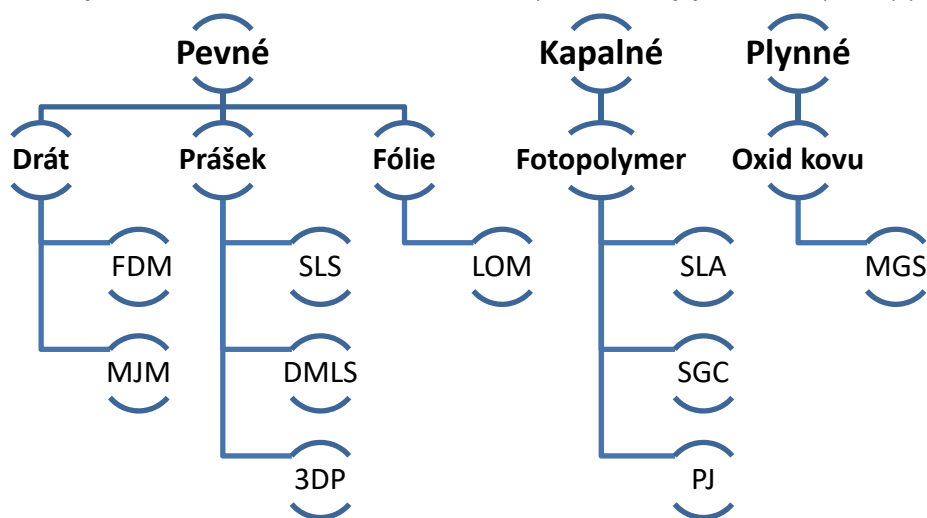 Pevné
Kapalné
Plynné
Drát
Prášek
Fólie
Fotopolymer
Oxid kovu
FDM
SLS
LOM
SLA
MGS
MJM
DMLS
SGC
3DP
PJ